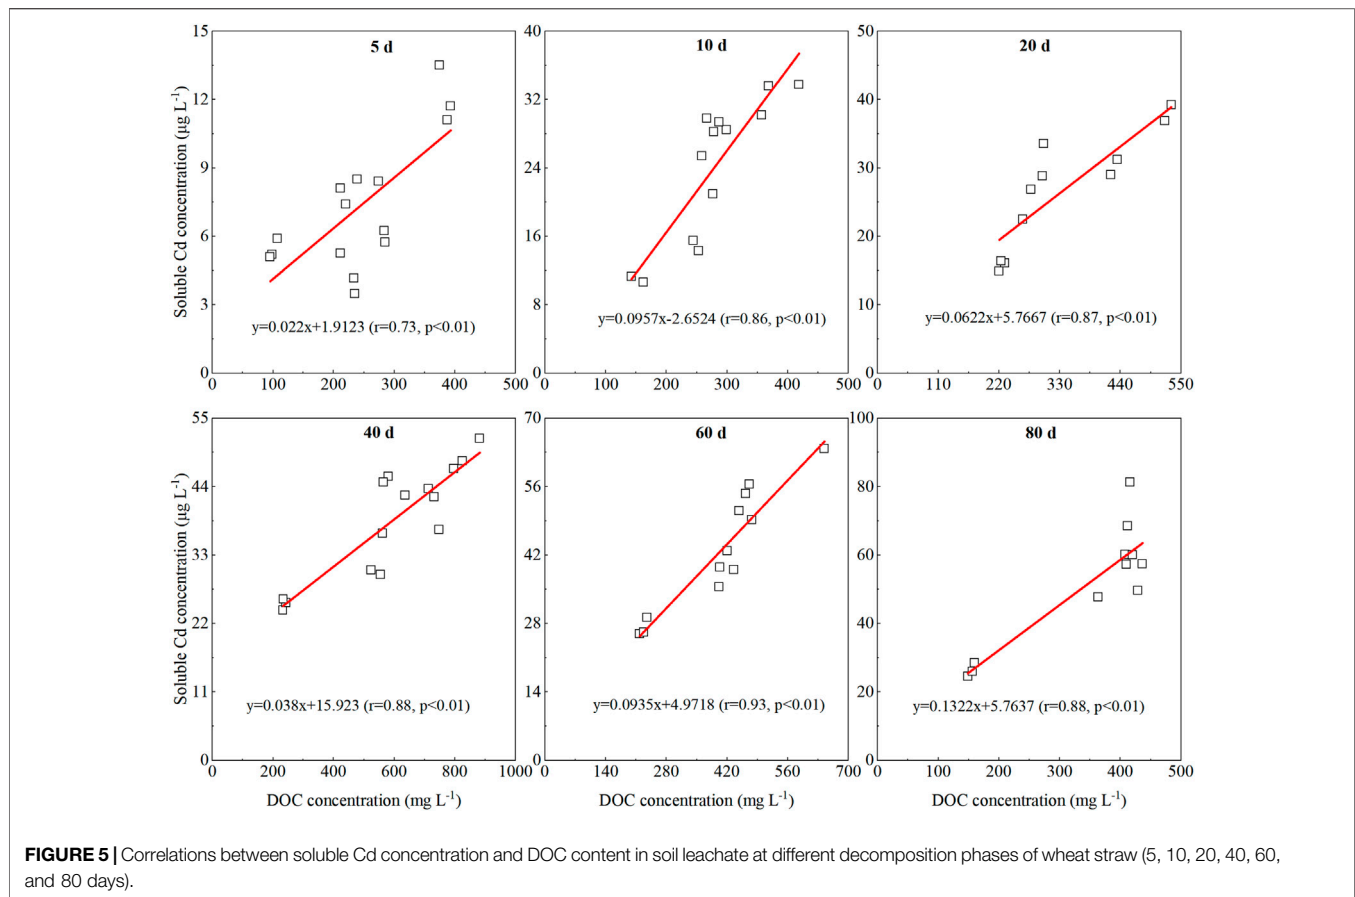 5 d
15
12
9
6
3
0
Soluble Cd concentration (μg L⁻¹)
y=0.022x+1.9123 (r=0.73, p<0.01)
0 100 200 300 400 500
10 d
40
32
24
16
8
0
y=0.0957x-2.6524 (r=0.86, p<0.01)
0 100 200 300 400 500
20 d
50
40
30
20
10
0
y=0.0622x+5.7667 (r=0.87, p<0.01)
0 110 220 330 440 550
40 d
55
44
33
22
11
0
Soluble Cd concentration (μg L⁻¹)
y=0.038x+15.923 (r=0.88, p<0.01)
0 200 400 600 800 1000
DOC concentration (mg L⁻¹)
60 d
70
56
42
28
14
0
y=0.0935x+4.9718 (r=0.93, p<0.01)
0 140 280 420 560 700
DOC concentration (mg L⁻¹)
80 d
100
80
60
40
20
0
y=0.1322x+5.7637 (r=0.88, p<0.01)
0 100 200 300 400 500
DOC concentration (mg L⁻¹)
FIGURE 5 | Correlations between soluble Cd concentration and DOC content in soil leachate at different decomposition phases of wheat straw (5, 10, 20, 40, 60,
and 80 days).